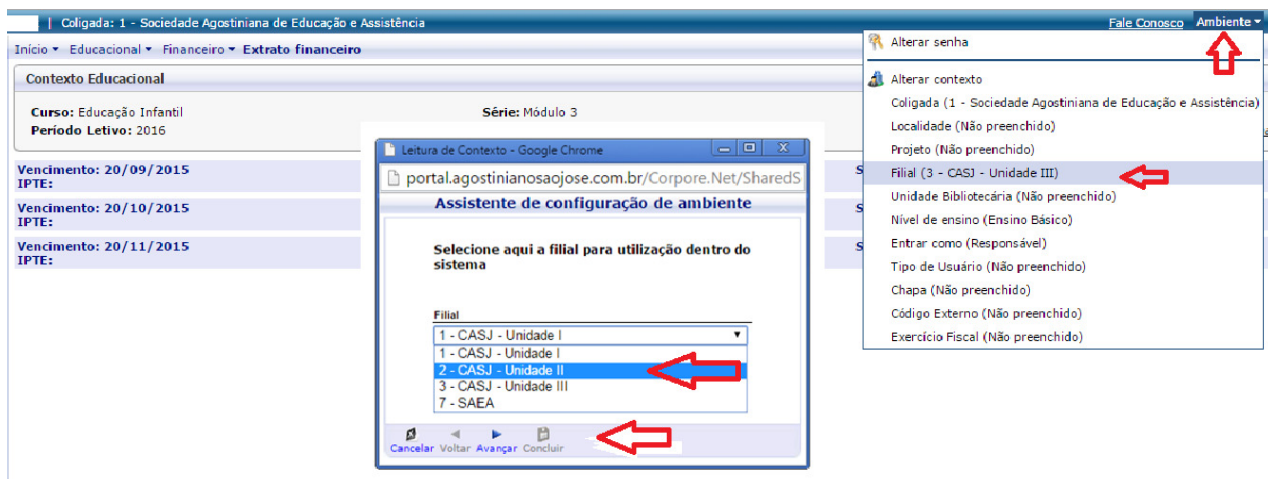 | Coligada: 1 - Sociedade Agostiniana de Educação e Assistência
Fale Conosco Ambiente
Início Educacional Financeiro Extrato financeiro
Contexto Educacional
Curso: Educação Infantil
Série: Módulo 3
Período Letivo: 2016
Vencimento: 20/09/2015
IPTE:
Vencimento: 20/10/2015
IPTE:
Vencimento: 20/11/2015
IPTE:
S
S
S
Leitura de Contexto - Google Chrome
portal.agostinianosaojose.com.br/Corpore.Net/SharedS
Assistente de configuração de ambiente
Selecione aqui a filial para utilização dentro do
sistema
Filial
1 - CASJ - Unidade I
1 - CASJ - Unidade I
2 - CASJ - Unidade II
3 - CASJ - Unidade III
7 - SAEA
Cancelar Voltar Avançar Concluir
Alterar senha
Alterar contexto
Coligada (1 - Sociedade Agostiniana de Educação e Assistência)
Localidade (Não preenchido)
Projeto (Não preenchido)
Filial (3 - CASJ - Unidade III)
Unidade Bibliotecária (Não preenchido)
Nível de ensino (Ensino Básico)
Entrar como (Responsável)
Tipo de Usuário (Não preenchido)
Chapa (Não preenchido)
Código Externo (Não preenchido)
Exercício Fiscal (Não preenchido)